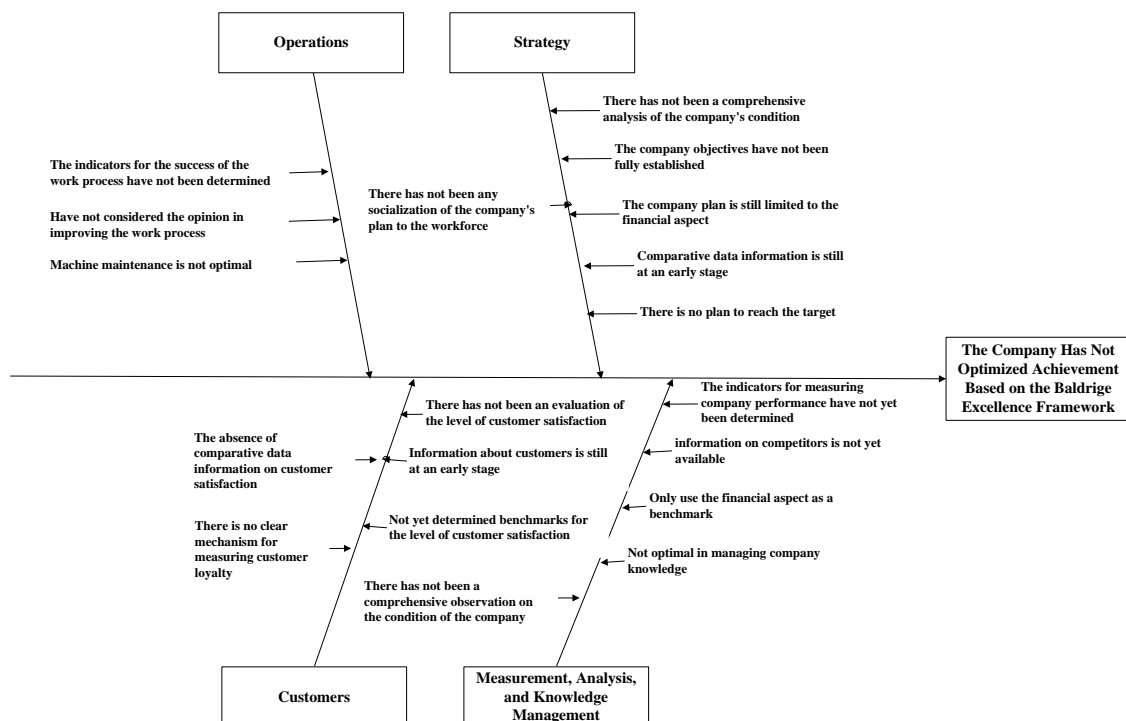 Operations
Strategy
There has not been a comprehensive
analysis of the company's condition
The company objectives have not been
fully established
The indicators for the success of the
work process have not been determined
There has not been any
socialization of the company's
plan to the workforce
The company plan is still limited to the
financial aspect
Have not considered the opinion in
improving the work process
Comparative data information is still
at an early stage
Machine maintenance is not optimal
There is no plan to reach the target
The Company Has Not
Optimized Achievement
Based on the Baldrige
Excellence Framework
The indicators for measuring
company performance have not yet
been determined
There has not been an evaluation of
the level of customer satisfaction
The absence of
comparative data
information on customer
satisfaction
Information about customers is still
at an early stage
information on competitors is not yet
available
Only use the financial aspect as a
benchmark
Not yet determined benchmarks for
the level of customer satisfaction
There is no clear
mechanism for
measuring customer
loyalty
Not optimal in managing company
knowledge
There has not been a
comprehensive observation on
the condition of the company
Customers
Measurement, Analysis,
and Knowledge
Management